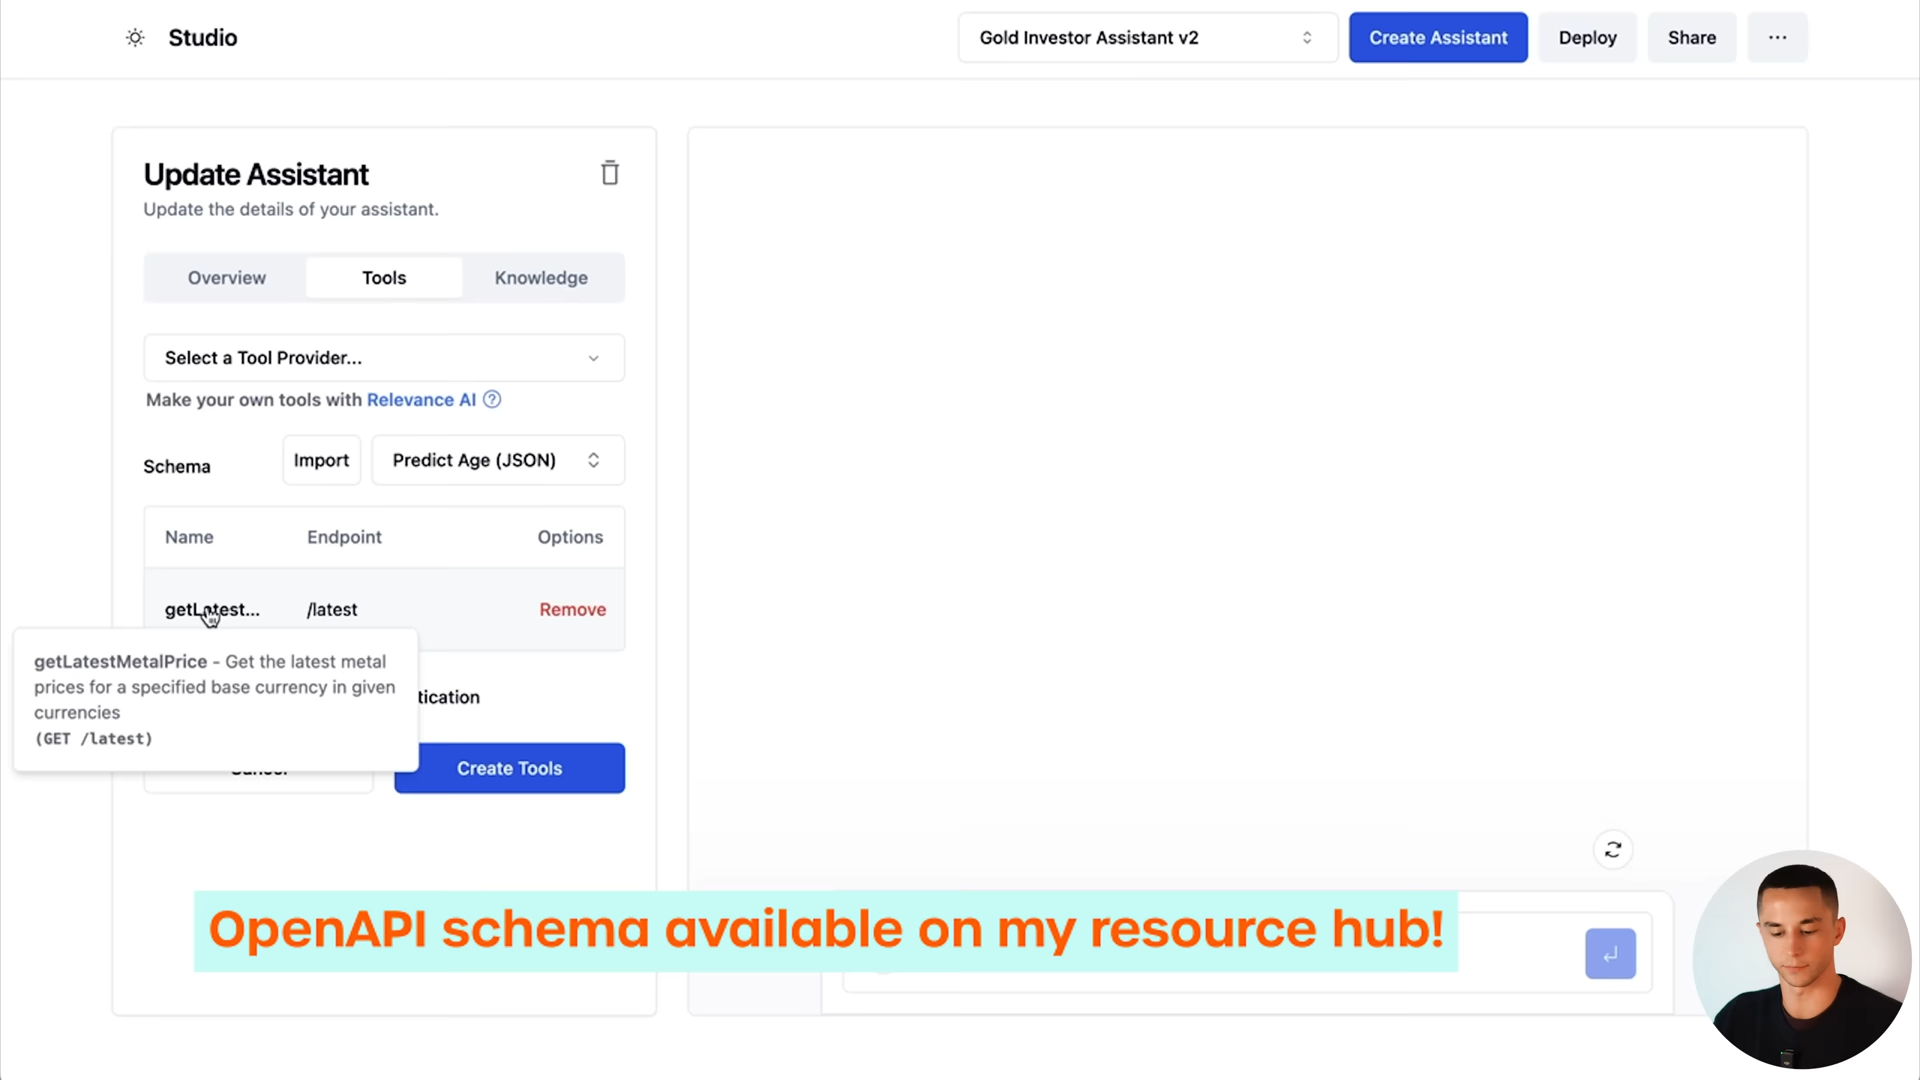 Studio
Gold Investor Assistant v2
Create Assistant
Deploy
Share
Update Assistant
Update the details of your assistant.
Overview
Tools
Knowledge
Select a Tool Provider...
Make your own tools with Relevance AI
Schema
Import
Predict Age (JSON)
Name
Endpoint
Options
getLatest...
/latest
Remove
getLatestMetalPrice - Get the latest metal
prices for a specified base currency in given
currencies
(GET /latest)
tication
Create Tools
OpenAPI schema available on my resource hub!